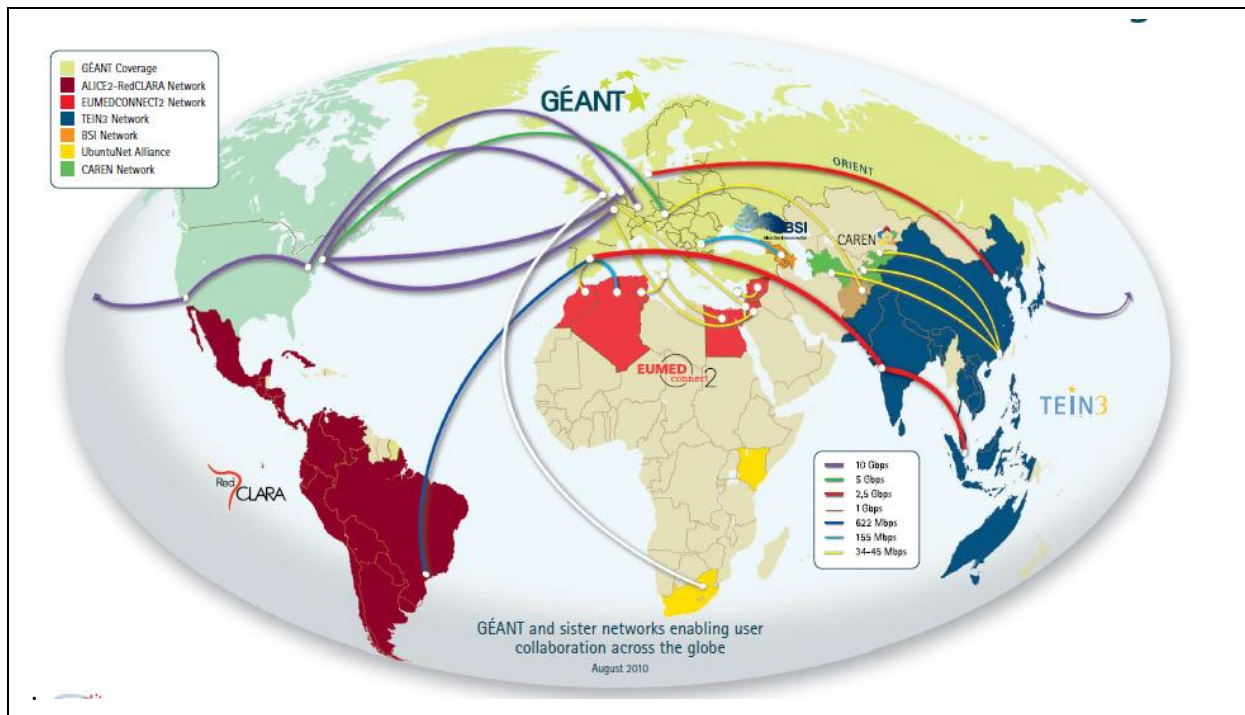 GÉANT Coverage
ALICE2-RedCLARA Network
EUMEDCONNECT2 Network
TEIN3 Network
BSI Network
UbuntuNet Alliance
CAREN Network
GÉANT
ORIENT
BSI
CAREN
EUMED
connect 2
TEIN3
Red
CLARA
10 Gbps
5 Gbps
2,5 Gbps
1 Gbps
622 Mbps
155 Mbps
34-45 Mbps
GÉANT and sister networks enabling user
collaboration across the globe
August 2010